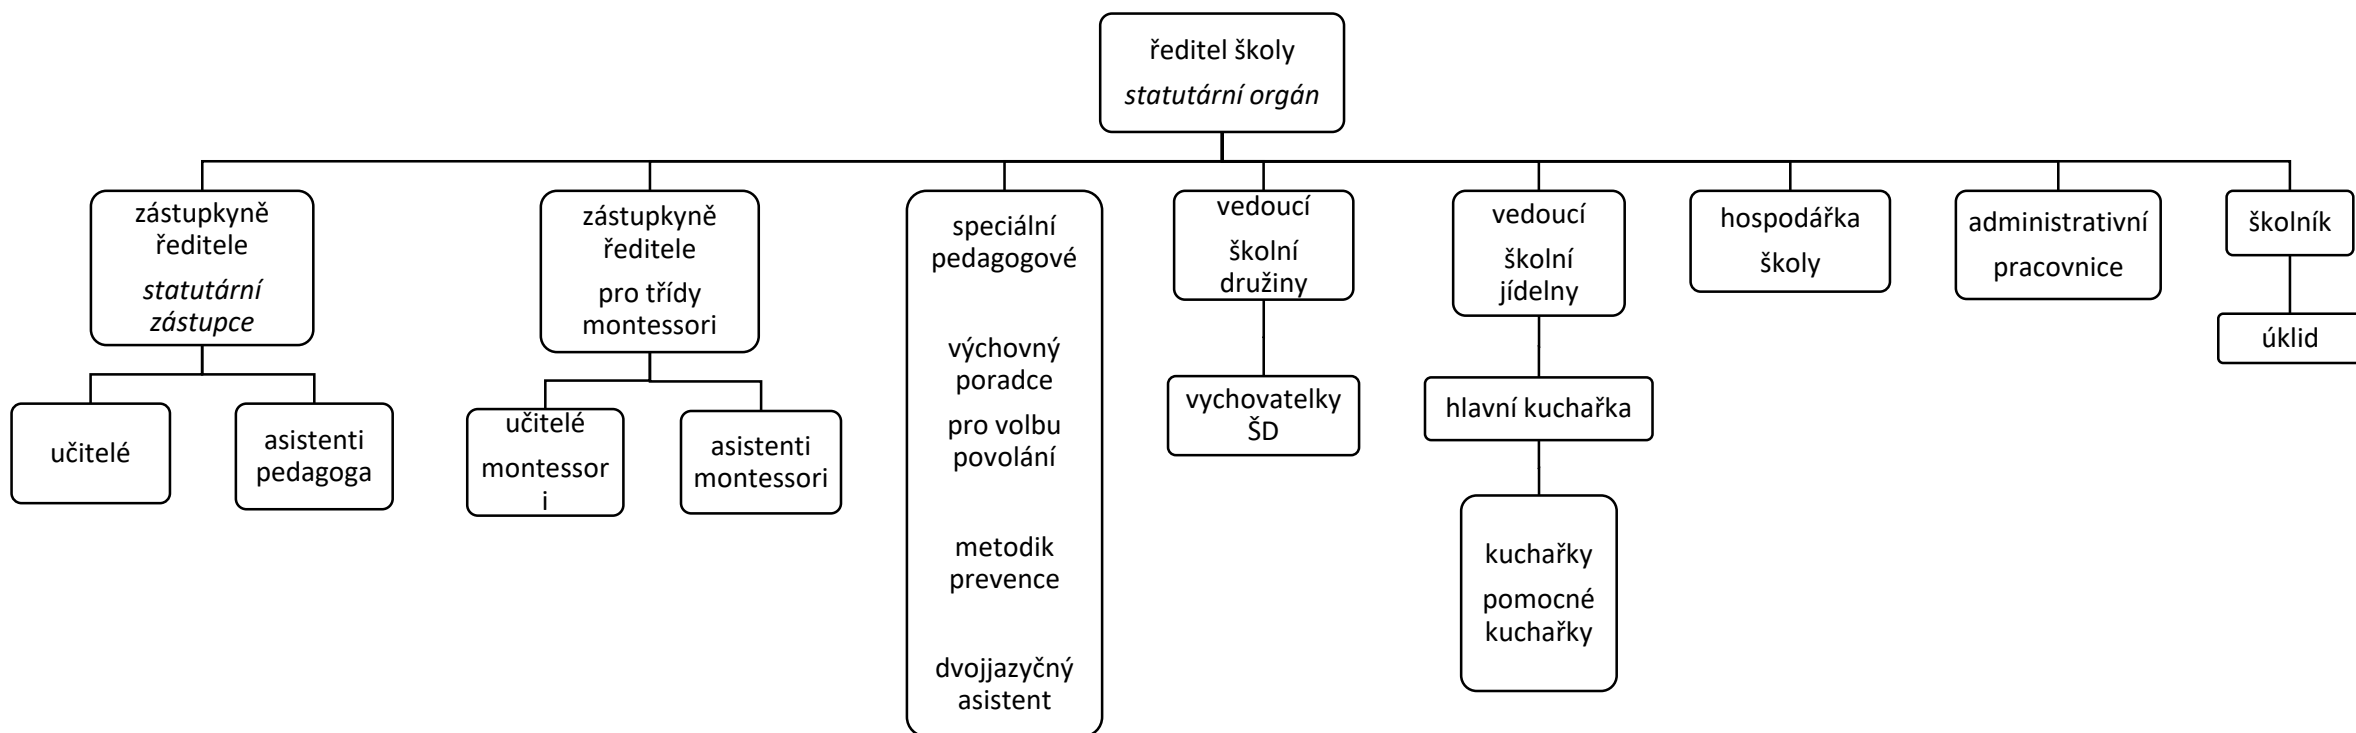 ředitel školy
statutární orgán
zástupkyně
ředitele
statutární
zástupce
zástupkyně
ředitele
pro třídy
montessori
speciální
pedagogové
výchovný
poradce
pro volbu
povolání
metodik
prevence
dvojjazyčný
asistent
vedoucí
školní
družiny
vedoucí
školní
jídelny
hospodářka
školy
administrativní
pracovnice
školník
úklid
učitelé
asistenti
pedagoga
učitelé
montessor
i
asistenti
montessori
vychovatelky
ŠD
hlavní kuchařka
kuchařky
pomocné
kuchařky